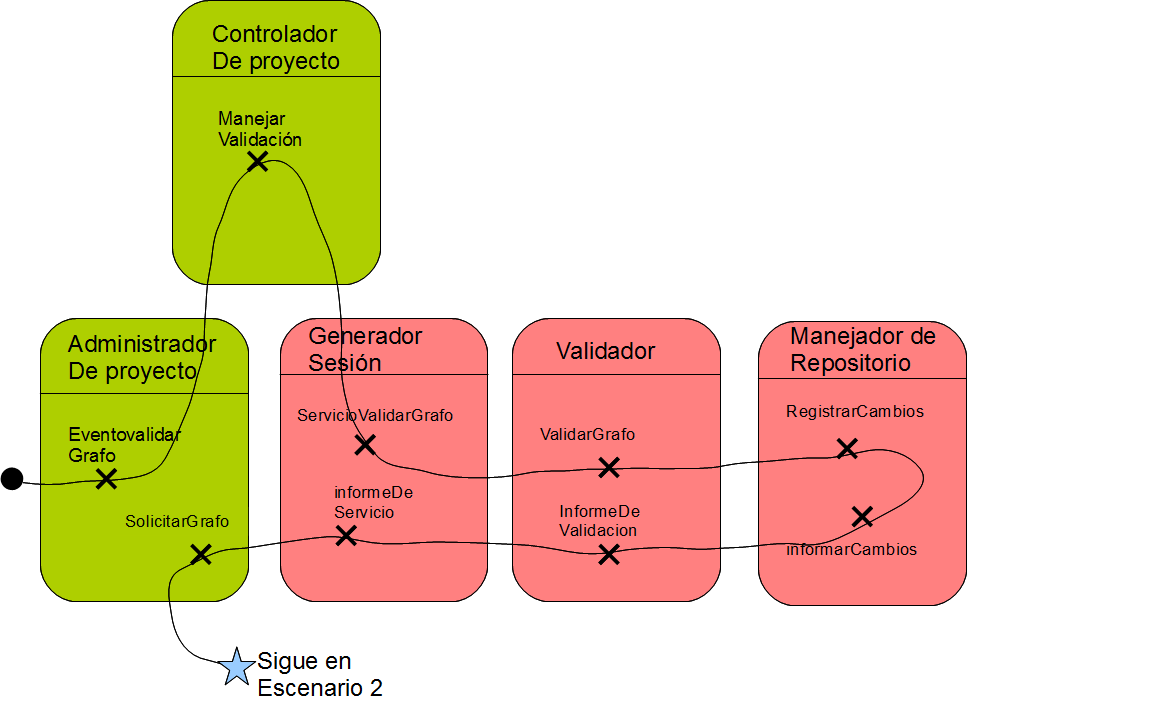 Controlador
De proyecto
Manejar
Validación
Administrador
De proyecto
Eventovalidar
Grafo
SolicitarGrafo
Generador
Sesión
ServicioValidarGrafo
informeDe
Servicio
Validador
ValidarGrafo
InformeDe
Validacion
Manejador de
Repositorio
RegistrarCambios
informarCambios
Sigue en
Escenario 2